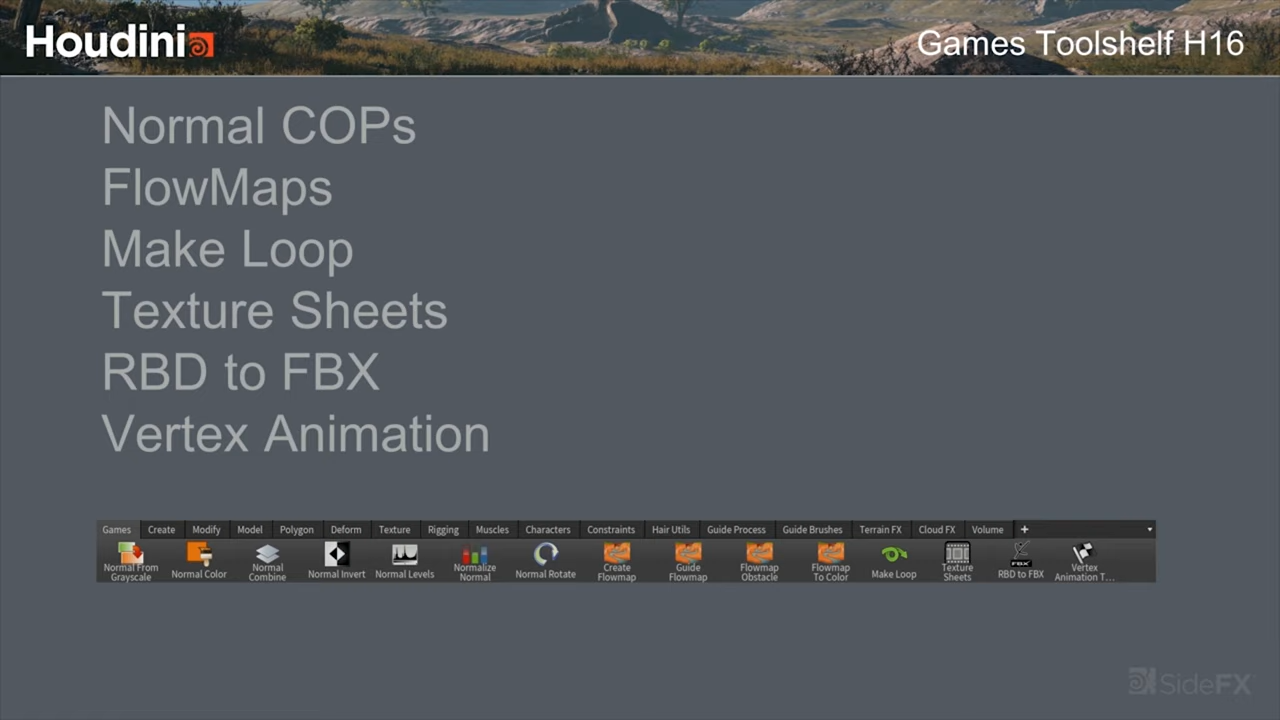 Houdini
Games Toolshelf H16
Normal COPs
FlowMaps
Make Loop
Texture Sheets
RBD to FBX
Vertex Animation
Games Create Modify Model Polygon Deform Texture Rigging Muscles Characters Constraints Hair Utils Guide Process Guide Brushes Terrain FX Cloud FX Volume +
Normal From Grayscale
Normal Color
Normal Combine
Normal Invert
Normal Levels
Normalize Normal
Normal Rotate
Create Flowmap
Guide Flowmap
Flowmap Obstacle
Flowmap To Color
Make Loop
Texture Sheets
FBX
RBD to FBX
Vertex Animation T...
SideFX